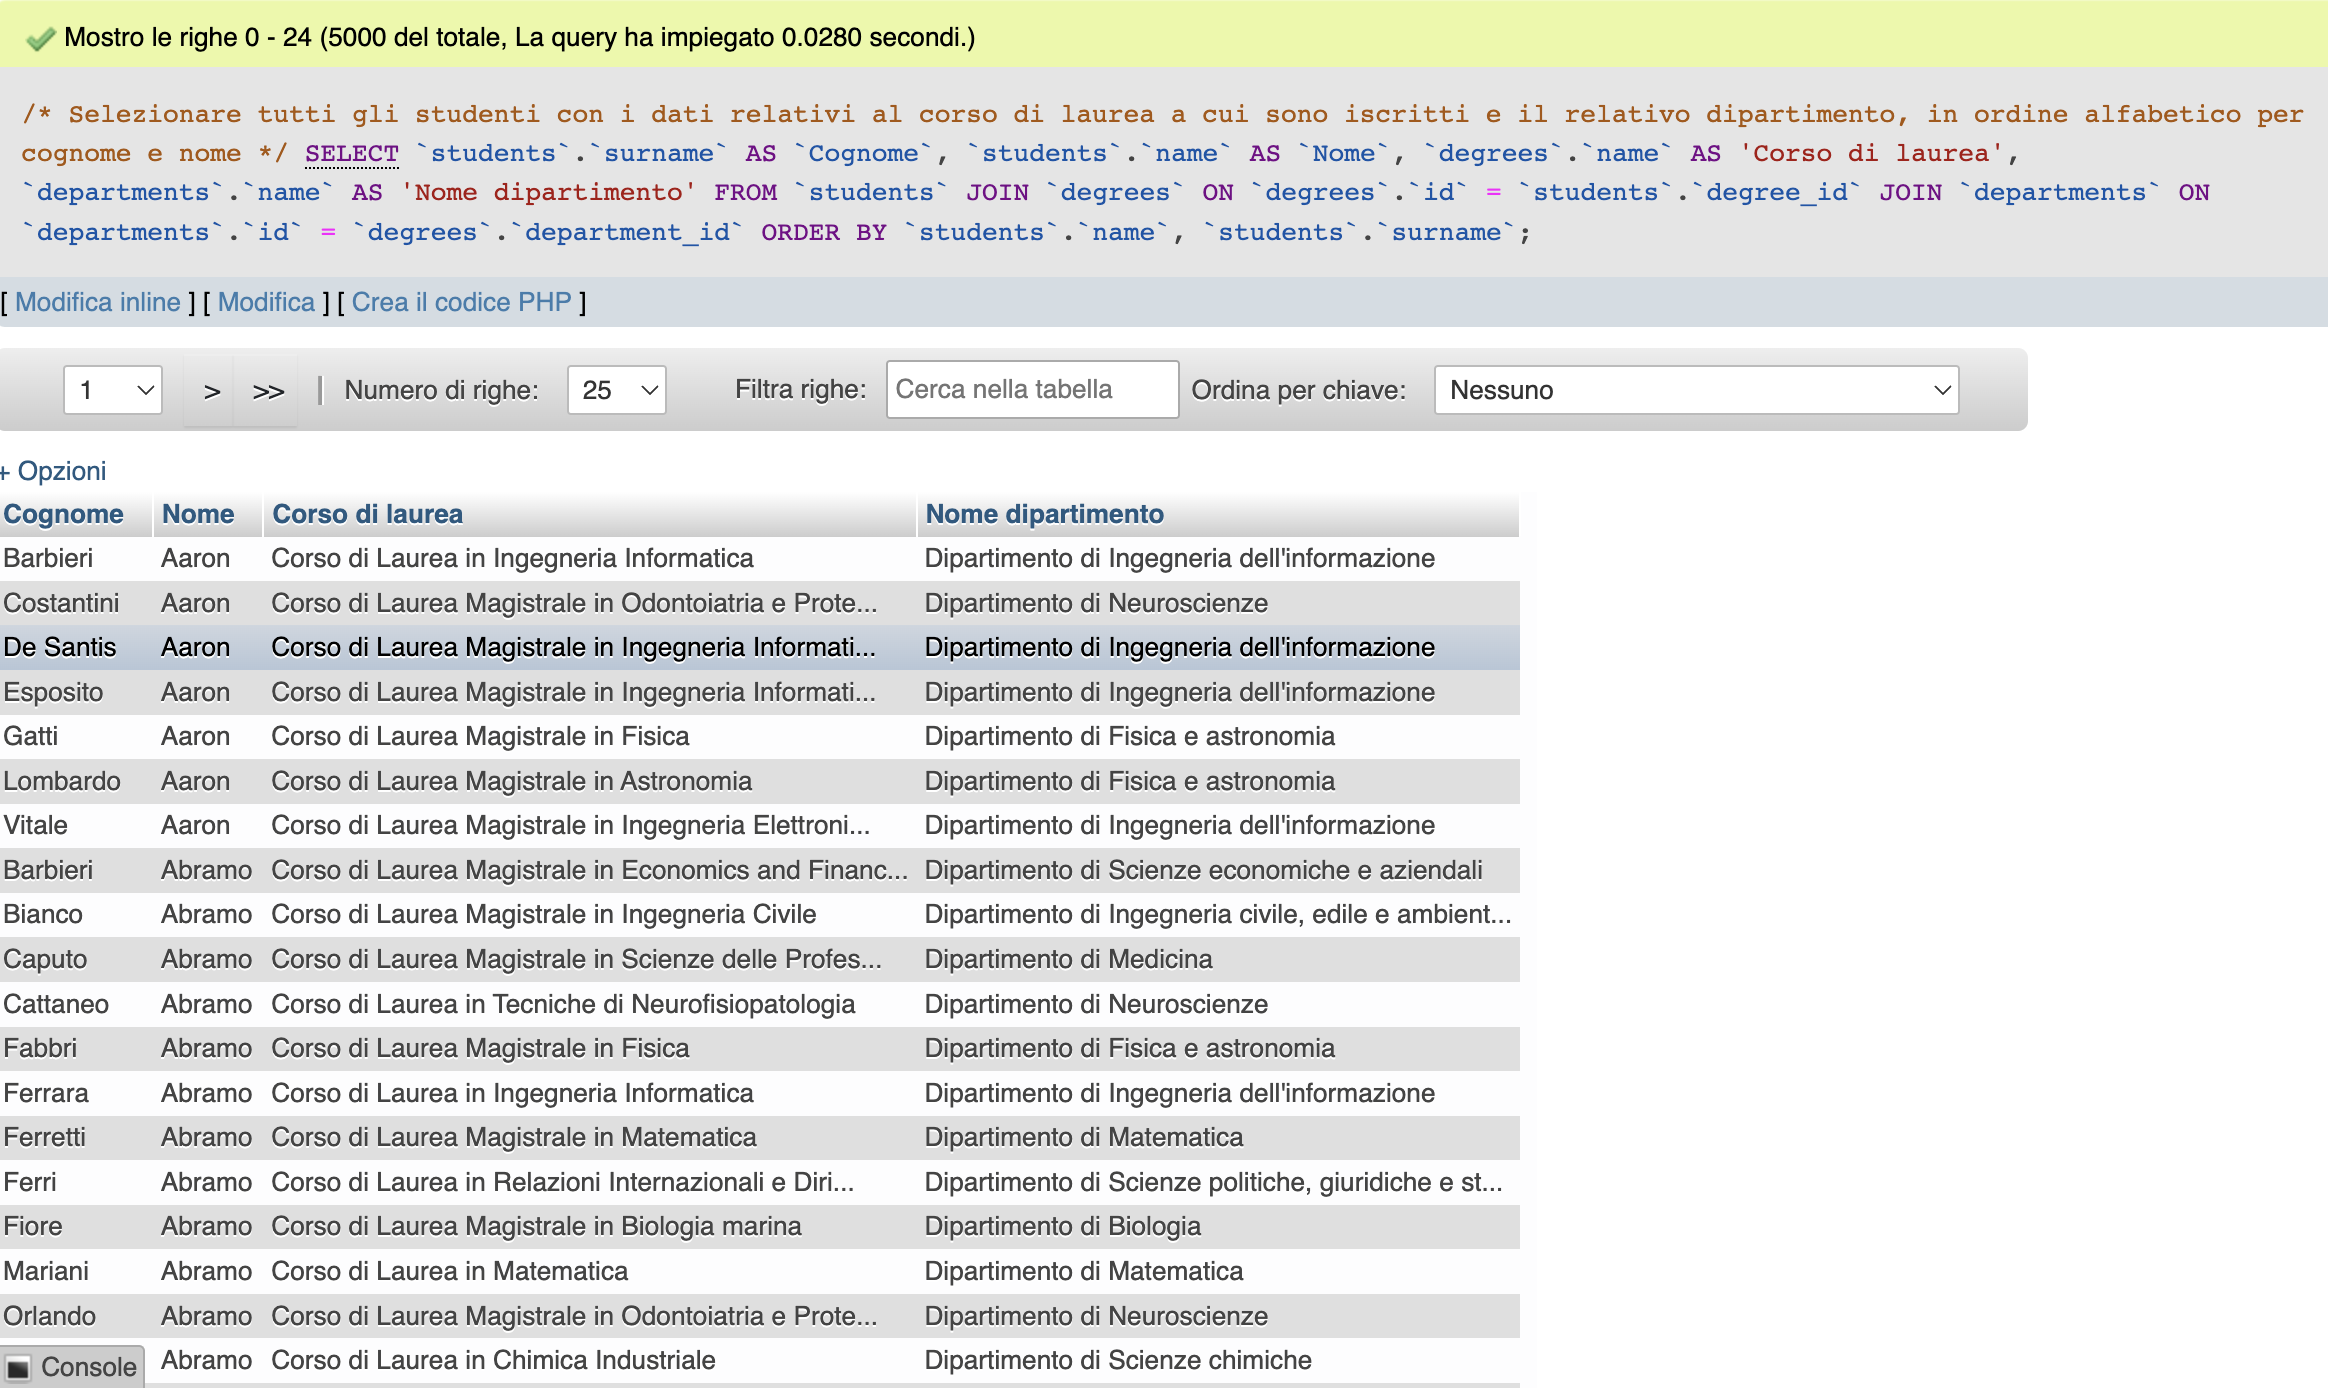 Mostro le righe 0 - 24 (5000 del totale, La query ha impiegato 0.0280 secondi.)
/* Selezionare tutti gli studenti con i dati relativi al corso di laurea a cui sono iscritti e il relativo dipartimento, in ordine alfabetico per
cognome e nome */ SELECT `students`.`surname` AS `Cognome`, `students`.`name` AS `Nome`, `degrees`.`name` AS 'Corso di laurea',
`departments`.`name` AS 'Nome dipartimento' FROM `students` JOIN `degrees` ON `degrees`.`id` = `students`.`degree_id` JOIN `departments` ON
`departments`.`id` = `degrees`.`department_id` ORDER BY `students`.`name`, `students`.`surname`;
[ Modifica inline ] [ Modifica ] [ Crea il codice PHP ]
1 > >> | Numero di righe: 25 Filtra righe: Cerca nella tabella Ordina per chiave: Nessuno
+ Opzioni
Cognome Nome Corso di laurea Nome dipartimento
Barbieri Aaron Corso di Laurea in Ingegneria Informatica Dipartimento di Ingegneria dell'informazione
Costantini Aaron Corso di Laurea Magistrale in Odontoiatria e Prote... Dipartimento di Neuroscienze
De Santis Aaron Corso di Laurea Magistrale in Ingegneria Informati... Dipartimento di Ingegneria dell'informazione
Esposito Aaron Corso di Laurea Magistrale in Ingegneria Informati... Dipartimento di Ingegneria dell'informazione
Gatti Aaron Corso di Laurea Magistrale in Fisica Dipartimento di Fisica e astronomia
Lombardo Aaron Corso di Laurea Magistrale in Astronomia Dipartimento di Fisica e astronomia
Vitale Aaron Corso di Laurea Magistrale in Ingegneria Elettroni... Dipartimento di Ingegneria dell'informazione
Barbieri Abramo Corso di Laurea Magistrale in Economics and Financ... Dipartimento di Scienze economiche e aziendali
Bianco Abramo Corso di Laurea Magistrale in Ingegneria Civile Dipartimento di Ingegneria civile, edile e ambient...
Caputo Abramo Corso di Laurea Magistrale in Scienze delle Profes... Dipartimento di Medicina
Cattaneo Abramo Corso di Laurea in Tecniche di Neurofisiopatologia Dipartimento di Neuroscienze
Fabbri Abramo Corso di Laurea Magistrale in Fisica Dipartimento di Fisica e astronomia
Ferrara Abramo Corso di Laurea in Ingegneria Informatica Dipartimento di Ingegneria dell'informazione
Ferretti Abramo Corso di Laurea Magistrale in Matematica Dipartimento di Matematica
Ferri Abramo Corso di Laurea in Relazioni Internazionali e Diri... Dipartimento di Scienze politiche, giuridiche e st...
Fiore Abramo Corso di Laurea Magistrale in Biologia marina Dipartimento di Biologia
Mariani Abramo Corso di Laurea in Matematica Dipartimento di Matematica
Orlando Abramo Corso di Laurea Magistrale in Odontoiatria e Prote... Dipartimento di Neuroscienze
Console Abramo Corso di Laurea in Chimica Industriale Dipartimento di Scienze chimiche